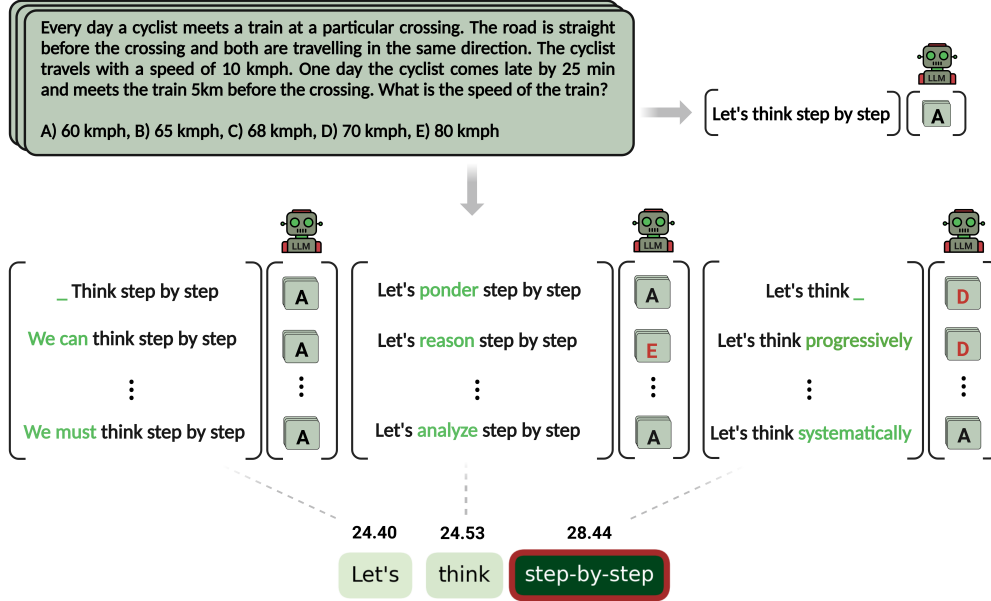 Every day a cyclist meets a train at a particular crossing. The road is straight
before the crossing and both are travelling in the same direction. The cyclist
travels with a speed of 10 kmph. One day the cyclist comes late by 25 min
and meets the train 5km before the crossing. What is the speed of the train?
A) 60 kmph, B) 65 kmph, C) 68 kmph, D) 70 kmph, E) 80 kmph
LLM
Let's think step by step
A
LLM
LLM
LLM
_ Think step by step
A
We can think step by step
A
We must think step by step
A
Let's ponder step by step
A
Let's reason step by step
E
Let's analyze step by step
A
Let's think _
D
Let's think progressively
D
Let's think systematically
A
24.40
24.53
28.44
Let's
think
step-by-step